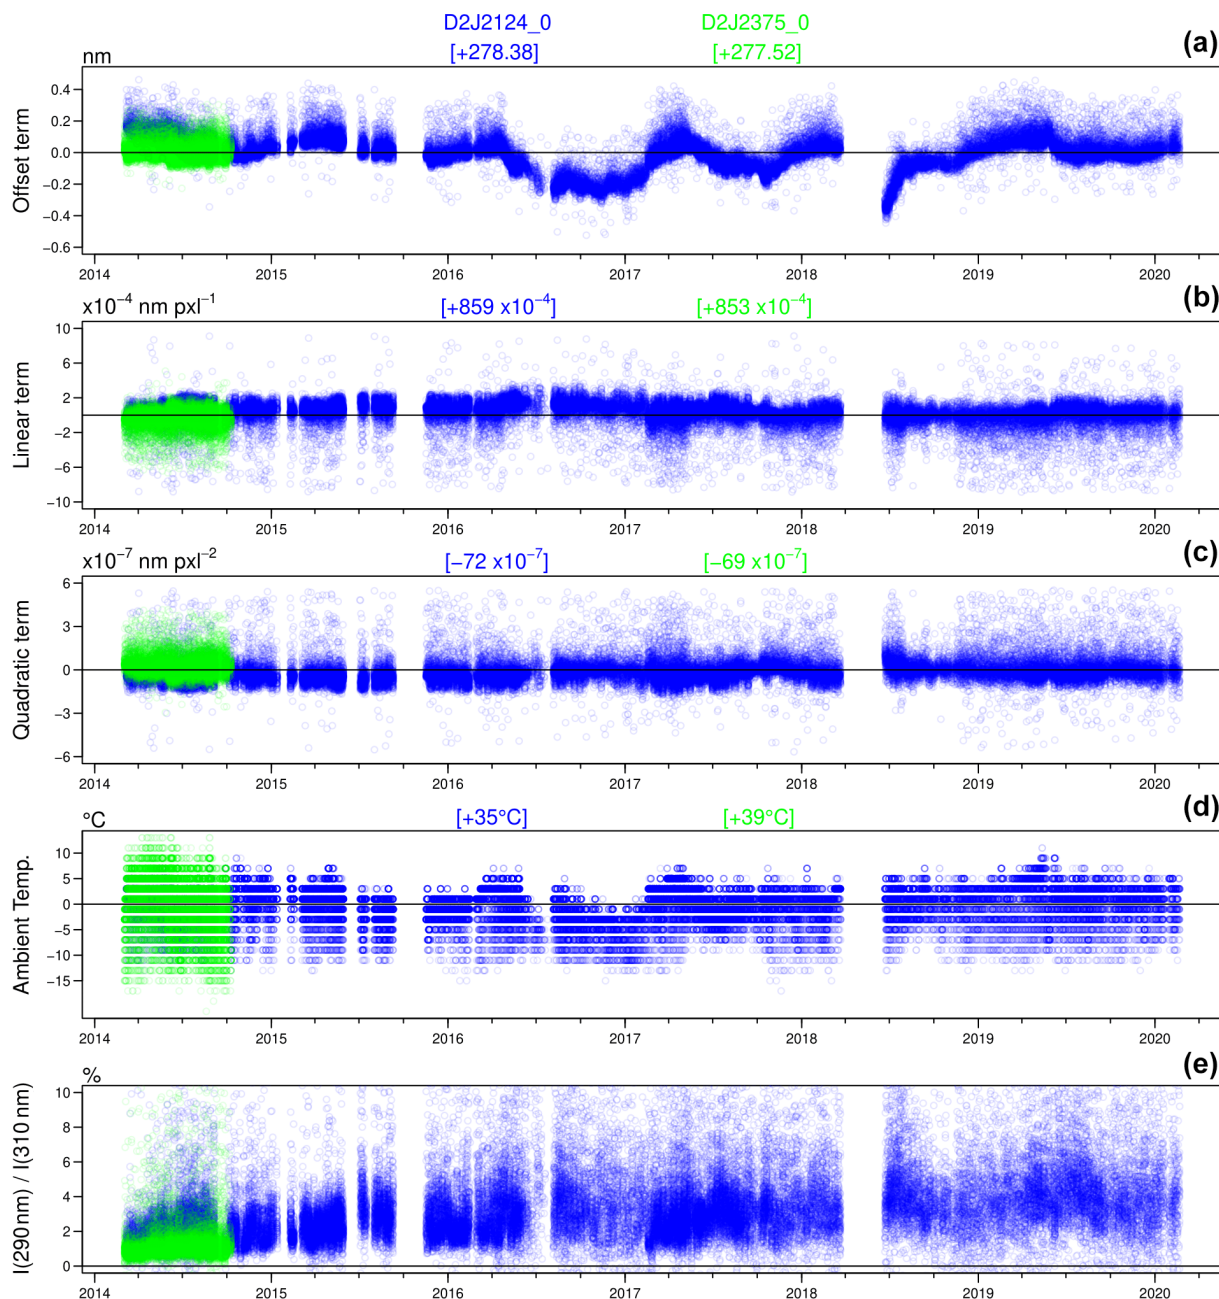 D2J2124_0 D2J2375_0
[+278.38] [+277.52] (a)
nm
Offset term
0.4
0.2
0.0
−0.2
−0.4
−0.6
2014 2015 2016 2017 2018 2019 2020
x10⁻⁴ nm pxl⁻¹ [+859 x10⁻⁴] [+853 x10⁻⁴] (b)
Linear term
10
6
2
−2
−6
−10
2014 2015 2016 2017 2018 2019 2020
x10⁻⁷ nm pxl⁻² [−72 x10⁻⁷] [−69 x10⁻⁷] (c)
Quadratic term
6
3
0
−3
−6
2014 2015 2016 2017 2018 2019 2020
°C [+35°C] [+39°C] (d)
Ambient Temp.
10
5
0
−5
−10
−15
2014 2015 2016 2017 2018 2019 2020
% (e)
I(290nm) / I(310 nm)
10
8
6
4
2
0
2014 2015 2016 2017 2018 2019 2020